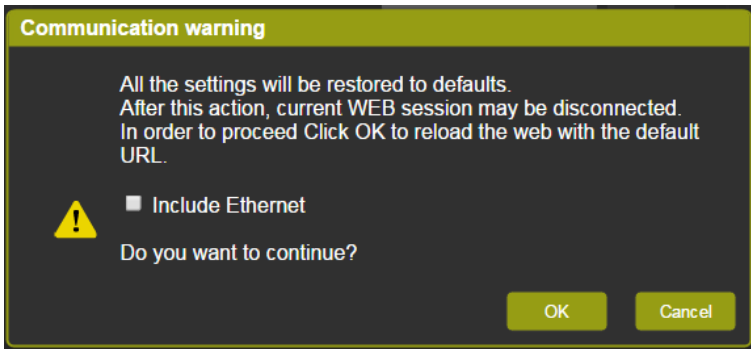 Communication warning
All the settings will be restored to defaults.
After this action, current WEB session may be disconnected.
In order to proceed Click OK to reload the web with the default
URL.
Include Ethernet
Do you want to continue?
OK
Cancel